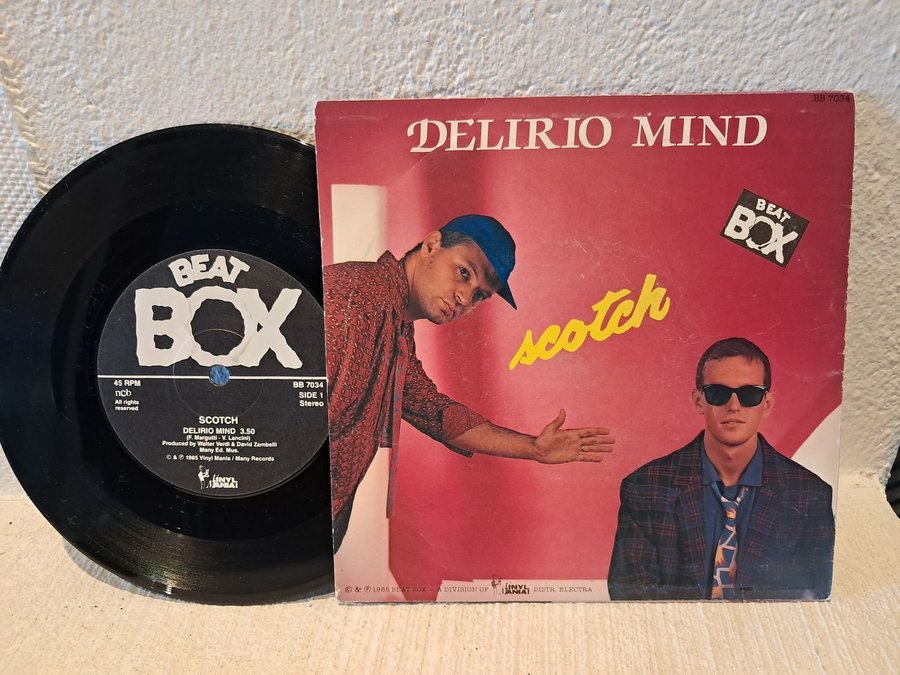 BEAT
BOX
45 RPM
ncb
All rights
reserved
BB 7034
SIDE 1
Stereo
SCOTCH
DELIRIO MIND 3.50
(F. Margutti - V. Lancini)
Produced by Walter Verdi & David Zambelli
Many Ed. Mus.
© & ℗ 1985 Vinyl Mania / Many Records
VINYL
MANIA
BB 7034
DELIRIO MIND
BEAT
BOX
scotch
© & ℗ 1985 BEAT BOX - A DIVISION OF VINYL MANIA DISTR. ELECTRA